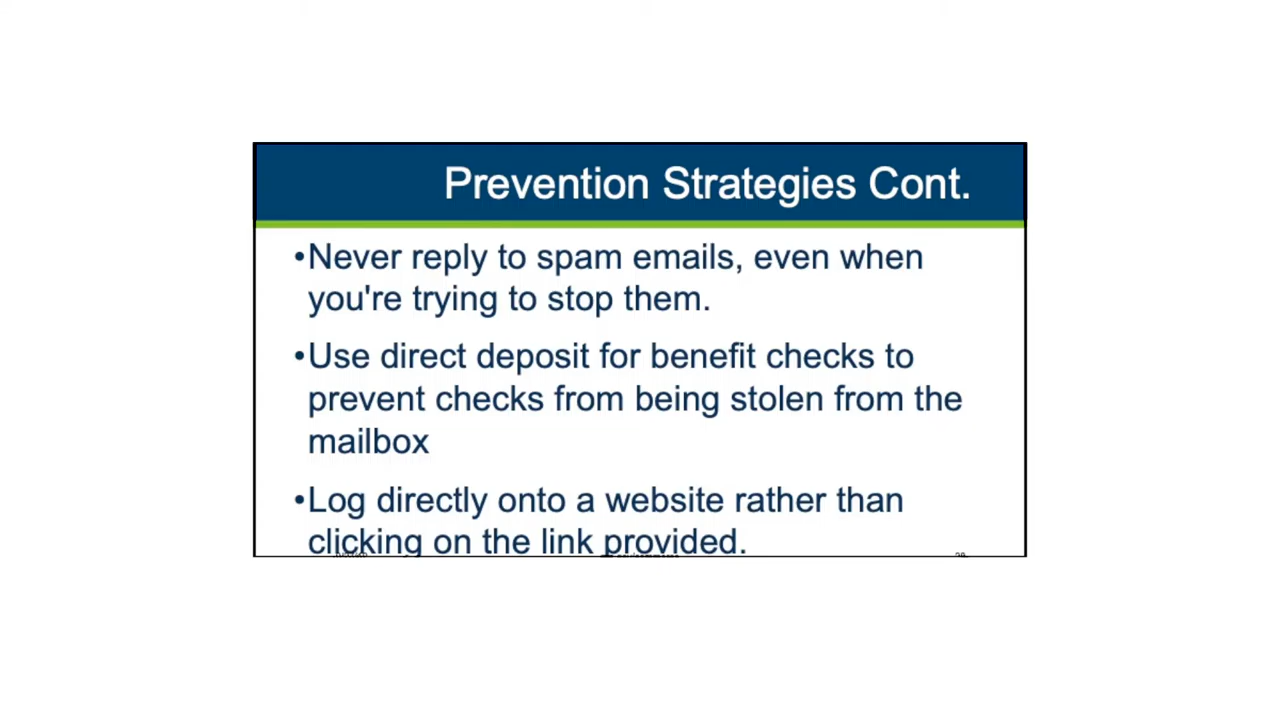 Prevention Strategies Cont.
•Never reply to spam emails, even when
you're trying to stop them.
•Use direct deposit for benefit checks to
prevent checks from being stolen from the
mailbox
•Log directly onto a website rather than
clicking on the link provided.